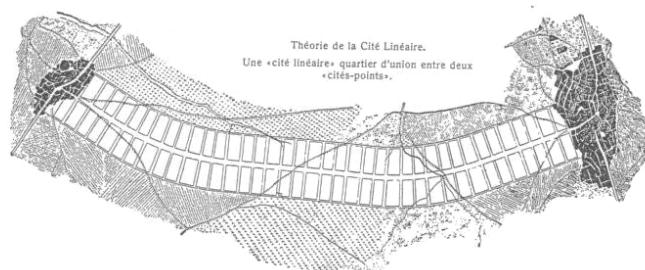 Théorie de la Cité Linéaire.
Une «cité linéaire» quartier d'union entre deux
«cités-points».